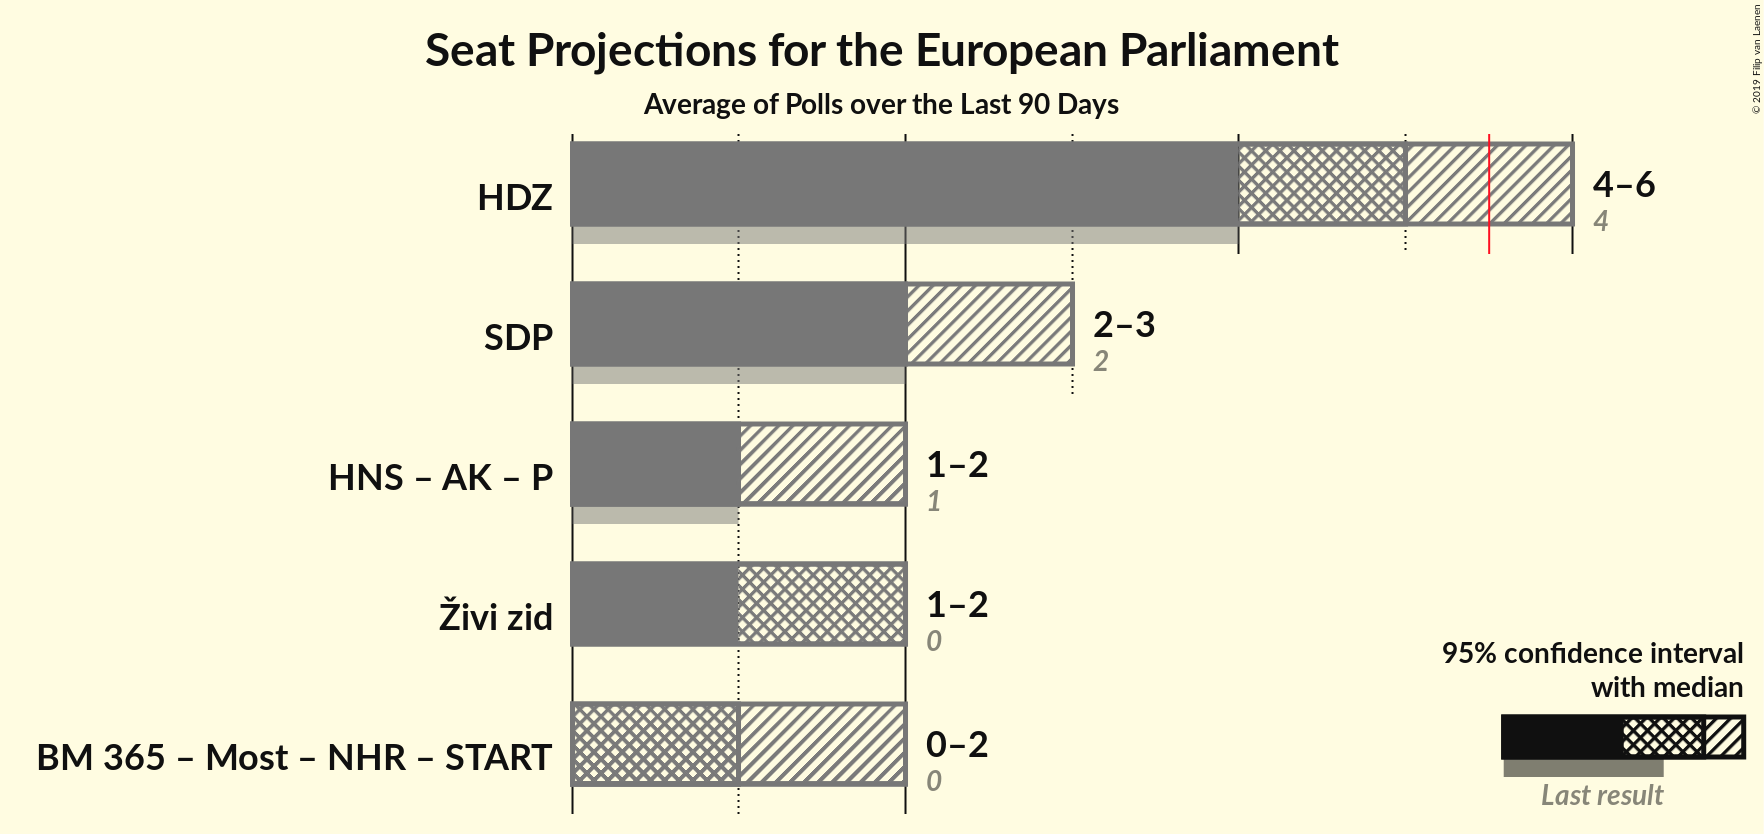 Seat Projections for the European Parliament
Average of Polls over the Last 90 Days
© 2019 Filip van Laenen
HDZ
4–6
4
SDP
2–3
2
HNS – AK – P
1–2
1
Živi zid
1–2
0
BM 365 – Most – NHR – START
0–2
0
95% confidence interval
with median
Last result